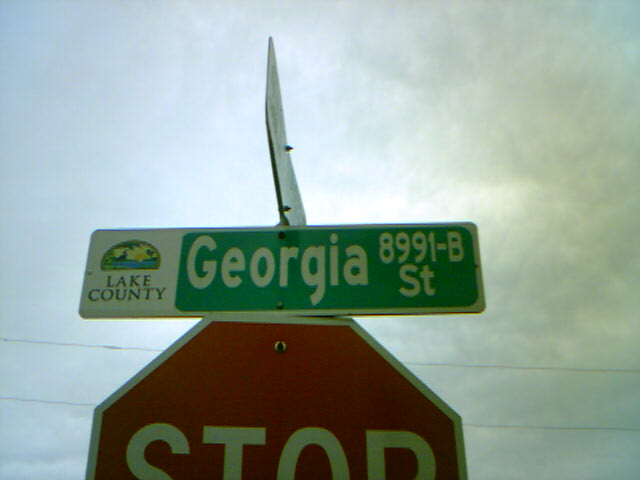 LAKE
COUNTY
Georgia 8991-B
St
STOP